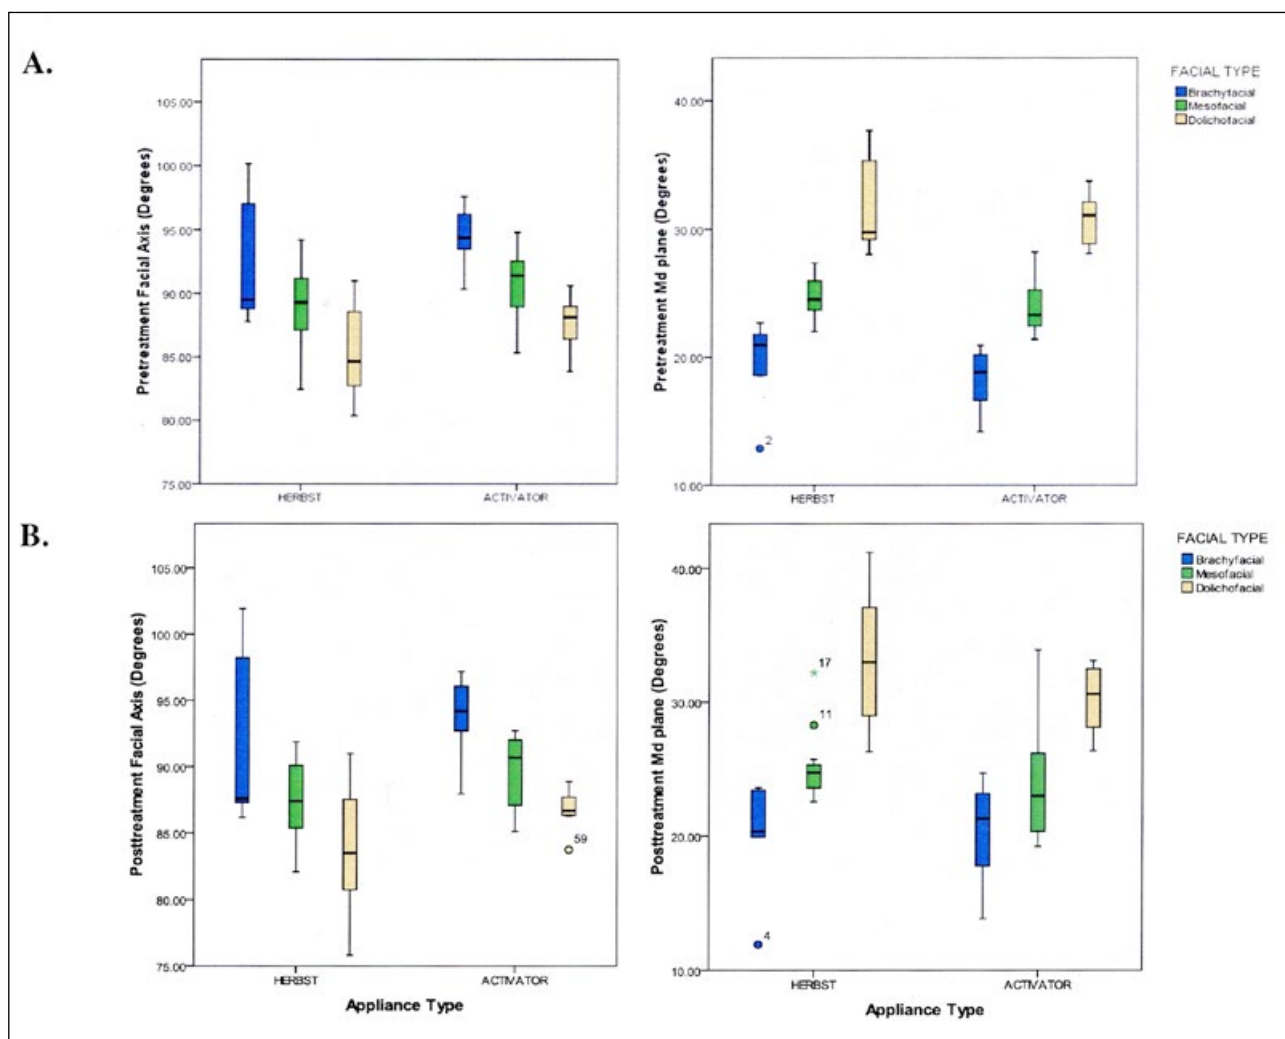 A.
Pretreatment Facial Axis (Degrees)
105.00
100.00
95.00
90.00
85.00
80.00
75.00
HERBST
ACTIVATOR
Pretreatment Md plane (Degrees)
40.00
30.00
20.00
10.00
2
HERBST
ACTIVATOR
FACIAL TYPE
Brachyfacial
Mesofacial
Dolichofacial
B.
Posttreatment Facial Axis (Degrees)
105.00
100.00
95.00
90.00
85.00
80.00
75.00
59
HERBST
ACTIVATOR
Appliance Type
Posttreatment Md plane (Degrees)
40.00
30.00
20.00
10.00
17
11
4
HERBST
ACTIVATOR
Appliance Type
FACIAL TYPE
Brachyfacial
Mesofacial
Dolichofacial